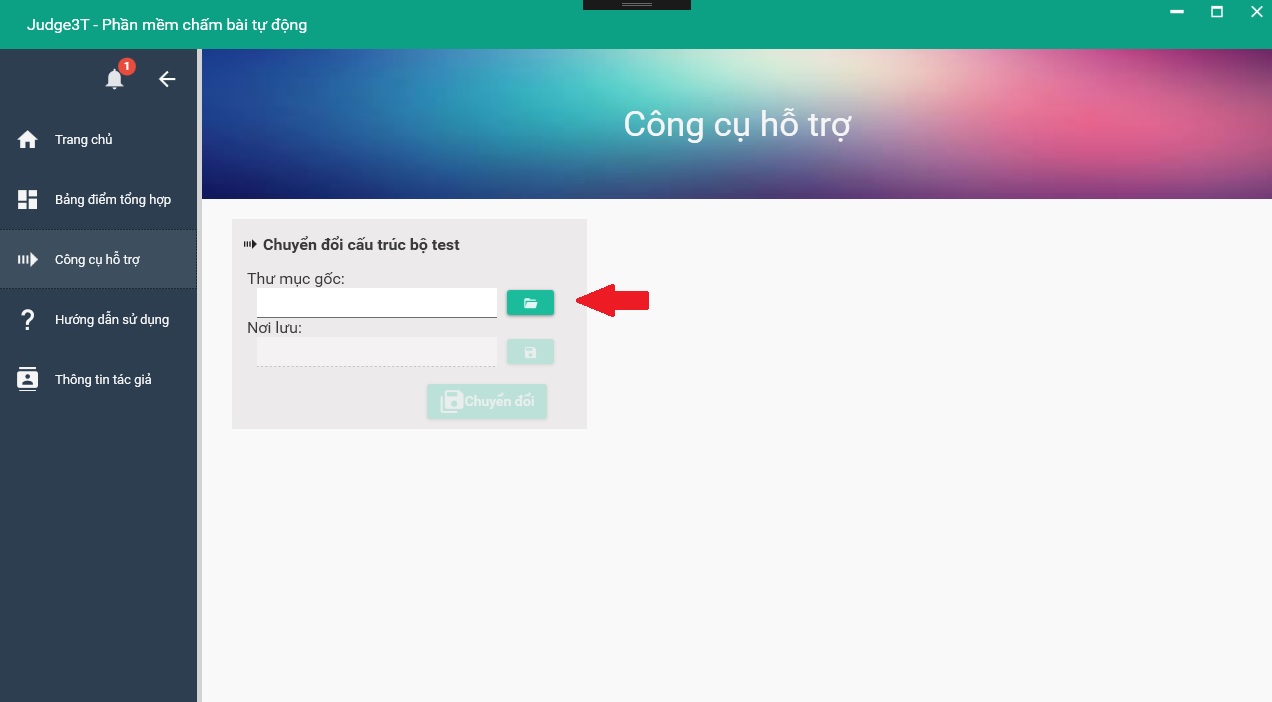 Judge3T - Phần mềm chấm bài tự động
1
Trang chủ
Bảng điểm tổng hợp
Công cụ hỗ trợ
Hướng dẫn sử dụng
Thông tin tác giả
Công cụ hỗ trợ
Chuyển đổi cấu trúc bộ test
Thư mục gốc:
Nơi lưu:
Chuyển đổi